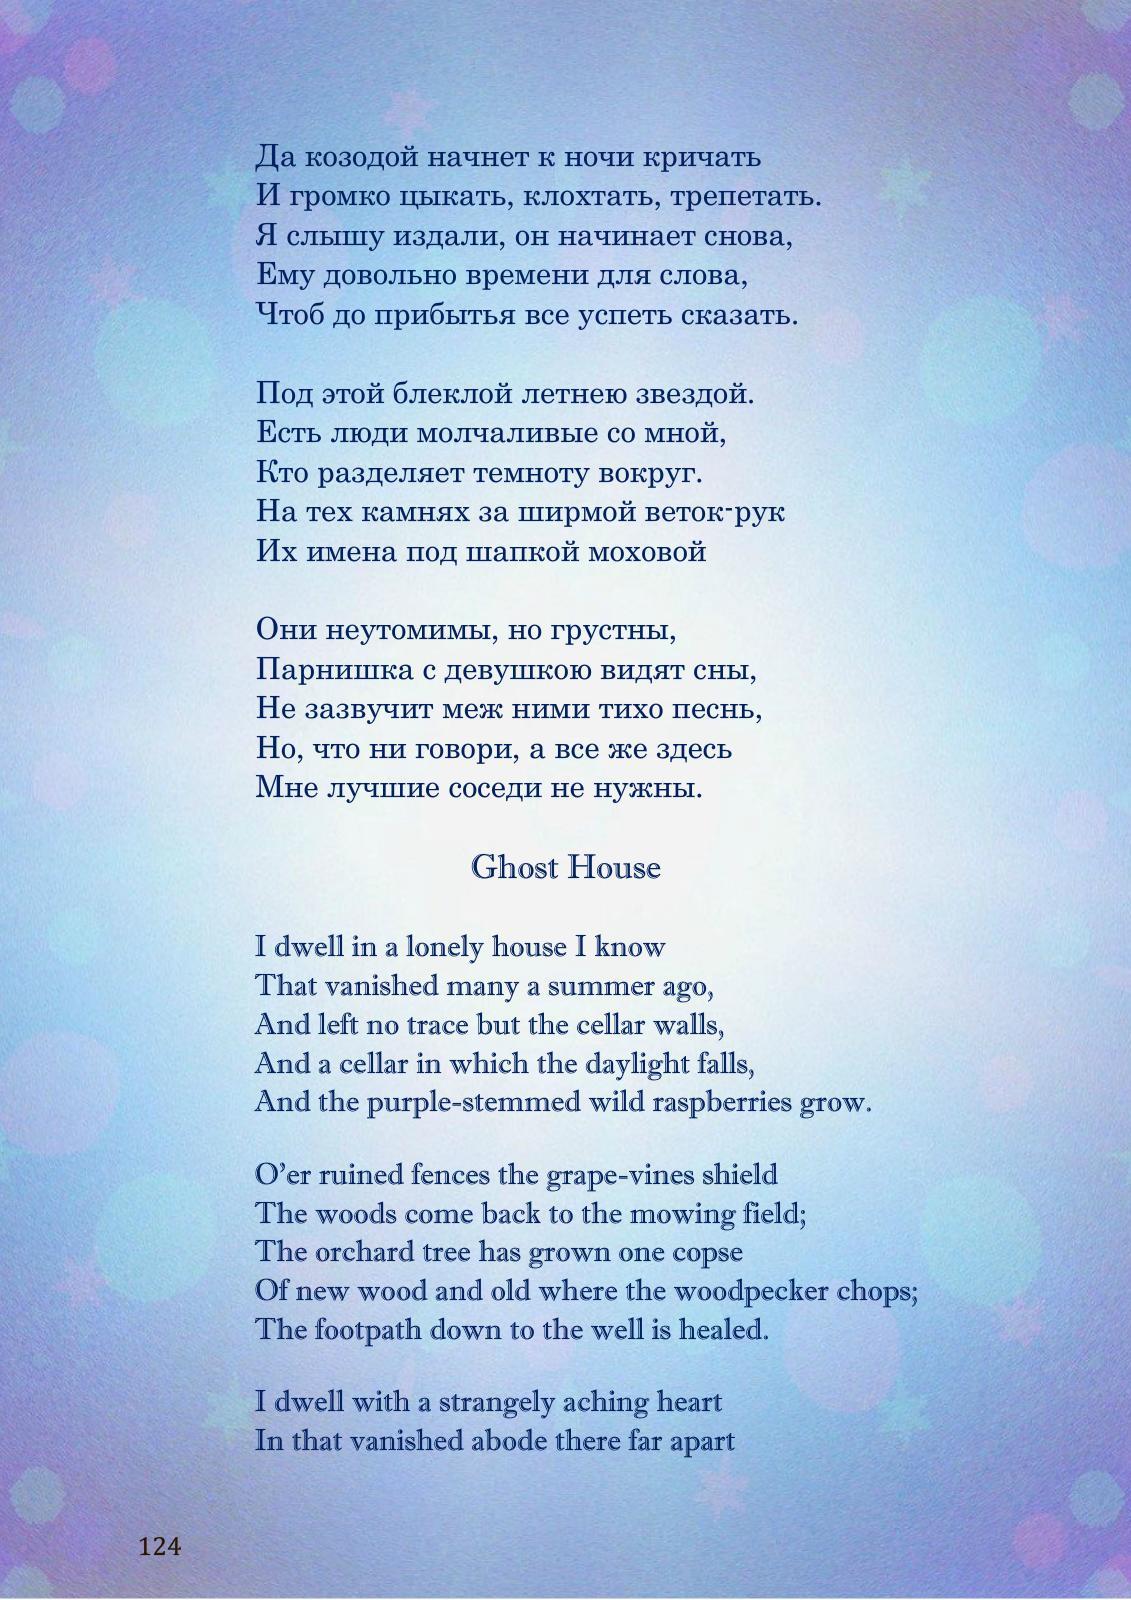 Да козодой начнет к ночи кричать
И громко цыкать, клохтать, трепетать.
Я слышу издали, он начинает снова,
Ему довольно времени для слова,
Чтоб до прибытья все успеть сказать.
Под этой блеклой летнею звездой.
Есть люди молчаливые со мной,
Кто разделяет темноту вокруг.
На тех камнях за ширмой веток-рук
Их имена под шапкой моховой
Они неутомимы, но грустны,
Парнишка с девушкою видят сны,
Не зазвучит меж ними тихо песнь,
Но, что ни говори, а все же здесь
Мне лучшие соседи не нужны.
Ghost House
I dwell in a lonely house I know
That vanished many a summer ago,
And left no trace but the cellar walls,
And a cellar in which the daylight falls,
And the purple-stemmed wild raspberries grow.
O’er ruined fences the grape-vines shield
The woods come back to the mowing field;
The orchard tree has grown one copse
Of new wood and old where the woodpecker chops;
The footpath down to the well is healed.
I dwell with a strangely aching heart
In that vanished abode there far apart
124